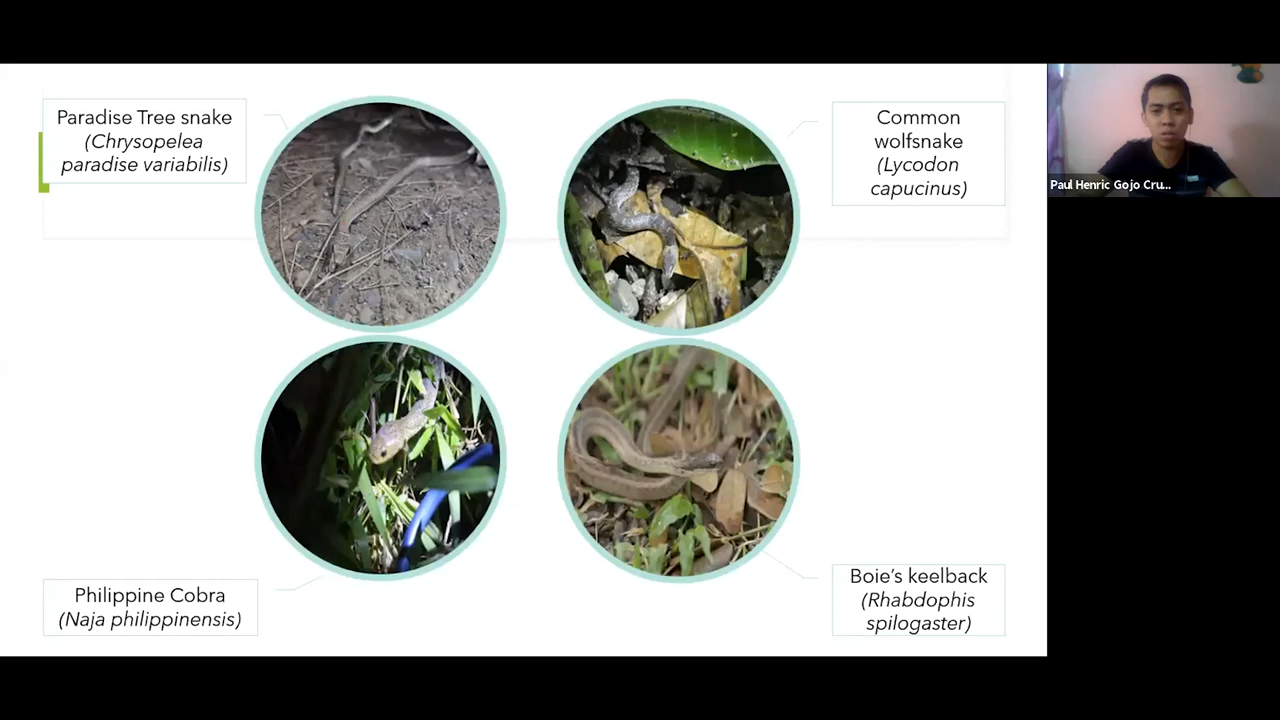 Paradise Tree snake
(Chrysopelea
paradise variabilis)
Common
wolfsnake
(Lycodon
capucinus)
Paul Henric Gojo Cru...
Philippine Cobra
(Naja philippinensis)
Boie's keelback
(Rhabdophis
spilogaster)